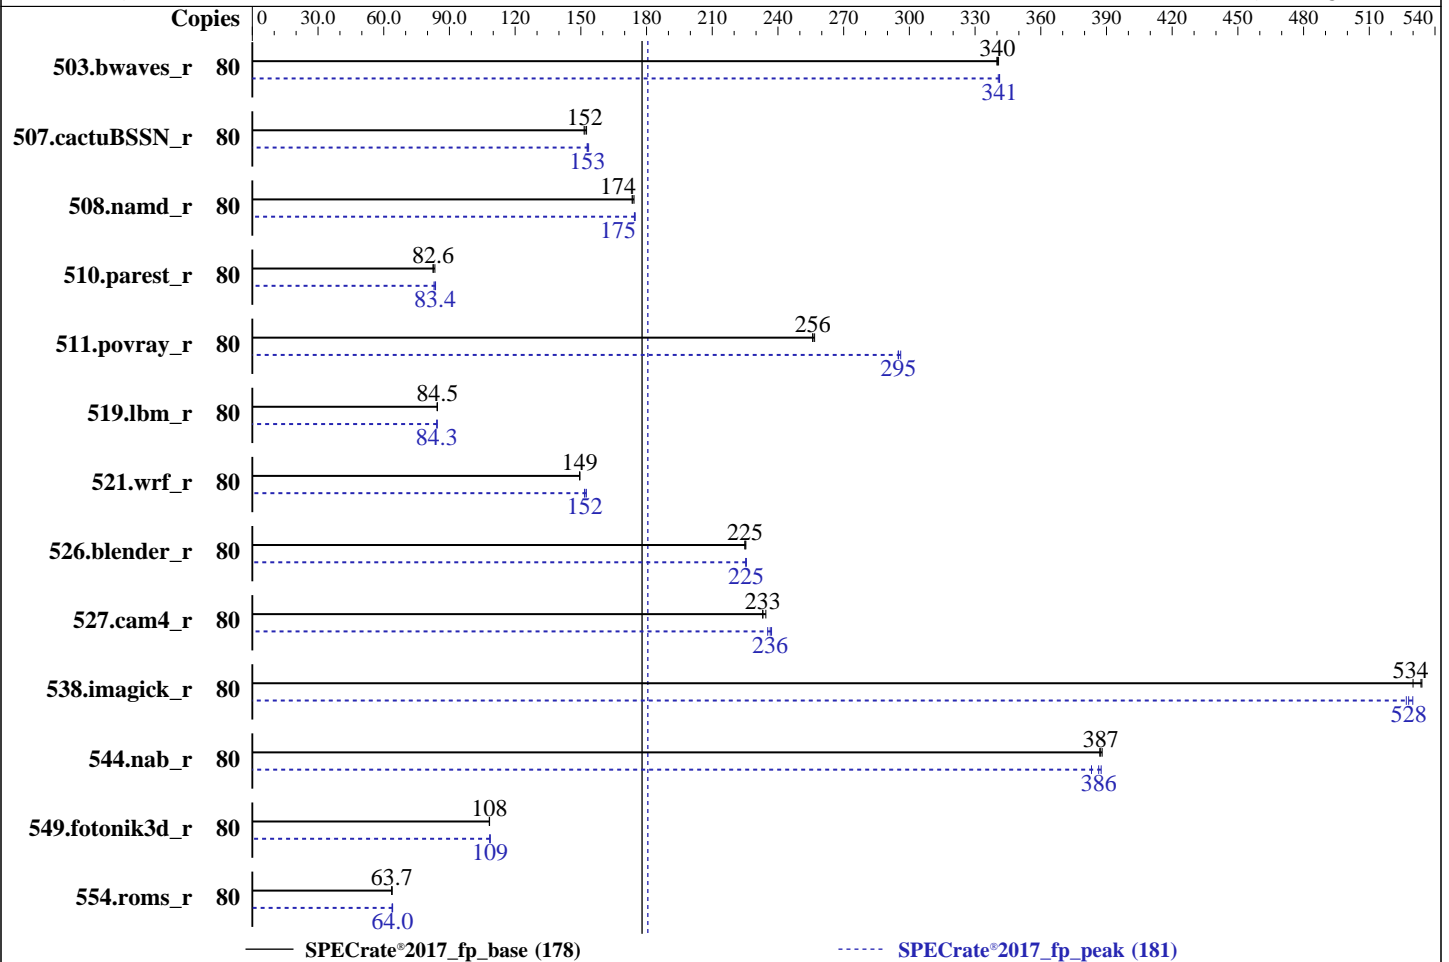 Copies 0 30.0 60.0 90.0 120 150 180 210 240 270 300 330 360 390 420 450 480 510 540
340
503.bwaves_r 80
341
152
507.cactuBSSN_r 80
153
174
508.namd_r 80
175
82.6
510.parest_r 80
83.4
256
511.povray_r 80
295
84.5
519.lbm_r 80
84.3
149
521.wrf_r 80
152
225
526.blender_r 80
225
233
527.cam4_r 80
236
534
538.imagick_r 80
528
387
544.nab_r 80
386
108
549.fotonik3d_r 80
109
63.7
554.roms_r 80
64.0
SPECrate®2017_fp_base (178) SPECrate®2017_fp_peak (181)